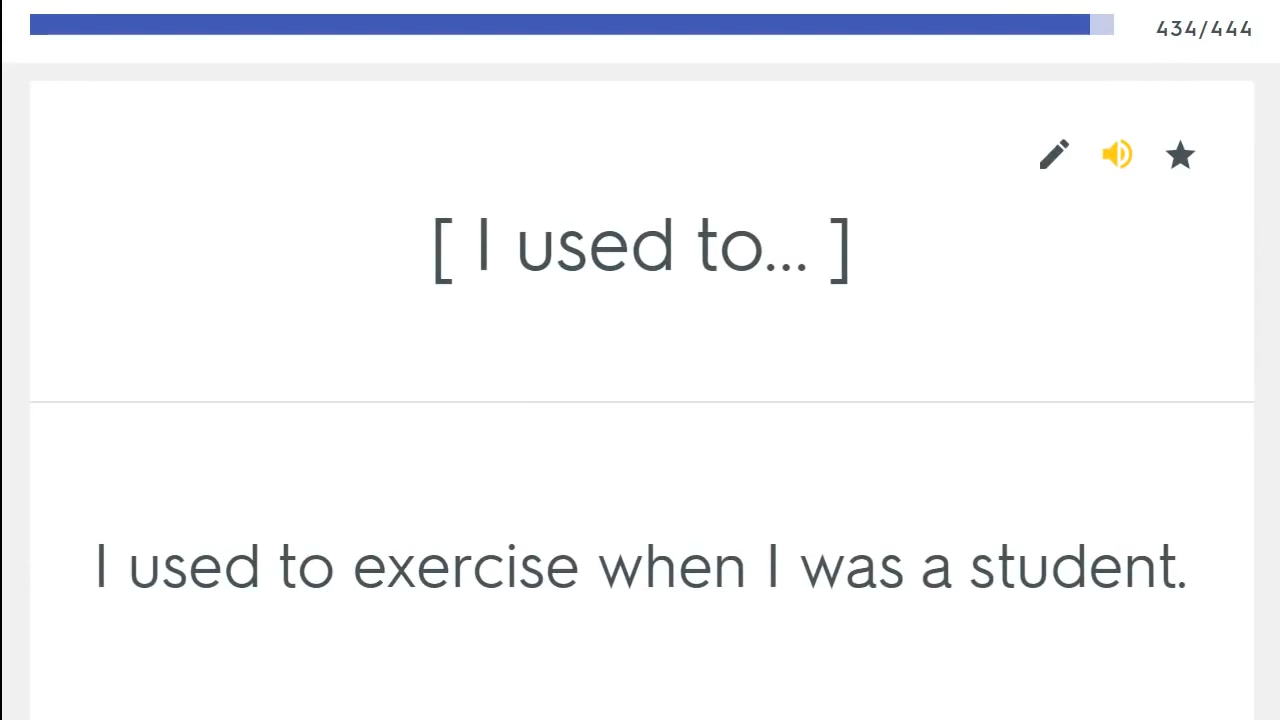 434/444
[ I used to... ]
I used to exercise when I was a student.